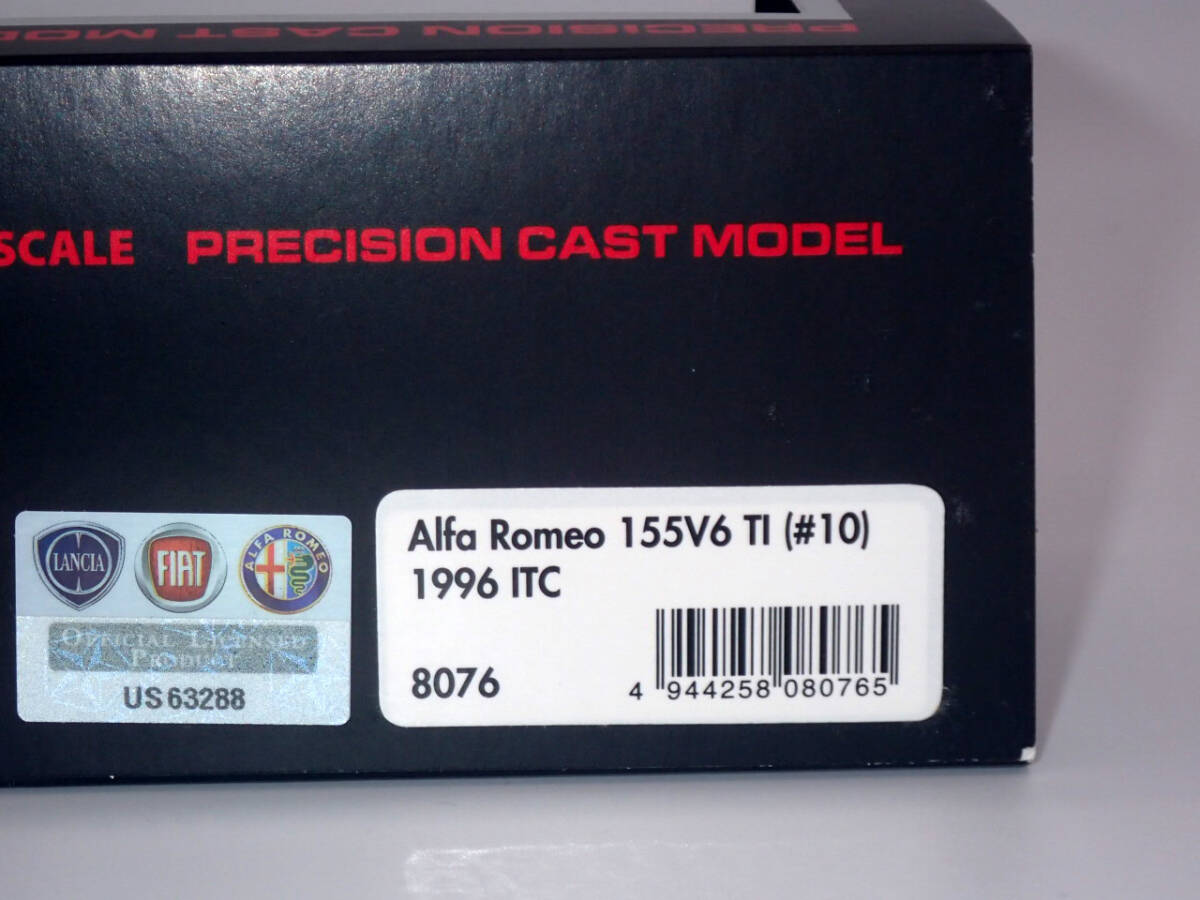 PRECISION CAST MOD
SCALE PRECISION CAST MODEL
LANCIA
FIAT
ALFA ROMEO
OFFICIAL LICENSED
PRODUCT
US 63288
Alfa Romeo 155V6 TI (#10)
1996 ITC
8076
4 944258 080765